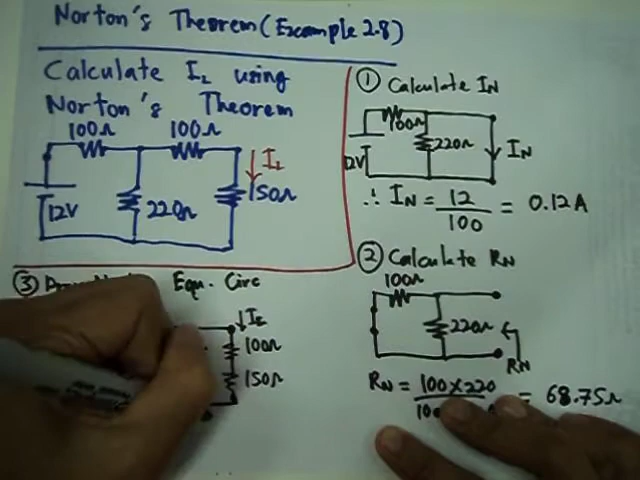 Norton's Theorem (Example 2.8)
Calculate IL using
Norton's Theorem
100Ω 100Ω
IL
12V 220Ω 150Ω
① Calculate IN
100Ω
12V 220Ω IN
∴ IN = 12 / 100 = 0.12A
② Calculate RN
100Ω
220Ω
RN
RN = 100 × 220 = 68.75Ω
③ Equ. Circ
IL
100Ω
150Ω